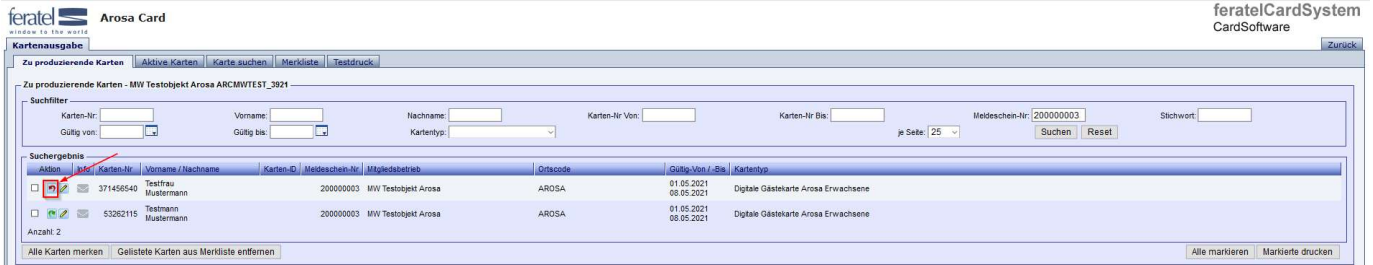 feratel Arosa Card feratelCardSystem
window to the world CardSoftware
Kartenausgabe Zurück
Zu produzierende Karten Aktive Karten Karte suchen Merkliste Testdruck
Zu produzierende Karten - MW Testobjekt Arosa ARCMWTEST_3921
Suchfilter
Karten-Nr: Vorname: Nachname: Karten-Nr Von: Karten-Nr Bis: Meldeschein-Nr: 200000003 Stichwort:
Gültig von: Gültig bis: Kartentyp: je Seite: 25 Suchen Reset
Suchergebnis
Aktion Info Karten-Nr Vorname / Nachname Karten-ID Meldeschein-Nr Mitgliedsbetrieb Ortscode Gültig-Von / -Bis Kartentyp
371456540 Testfrau Mustermann 200000003 MW Testobjekt Arosa AROSA 01.05.2021 08.05.2021 Digitale Gästekarte Arosa Erwachsene
53262115 Testmann Mustermann 200000003 MW Testobjekt Arosa AROSA 01.05.2021 08.05.2021 Digitale Gästekarte Arosa Erwachsene
Anzahl: 2
Alle Karten merken Gelistete Karten aus Merkliste entfernen Alle markieren Markierte drucken